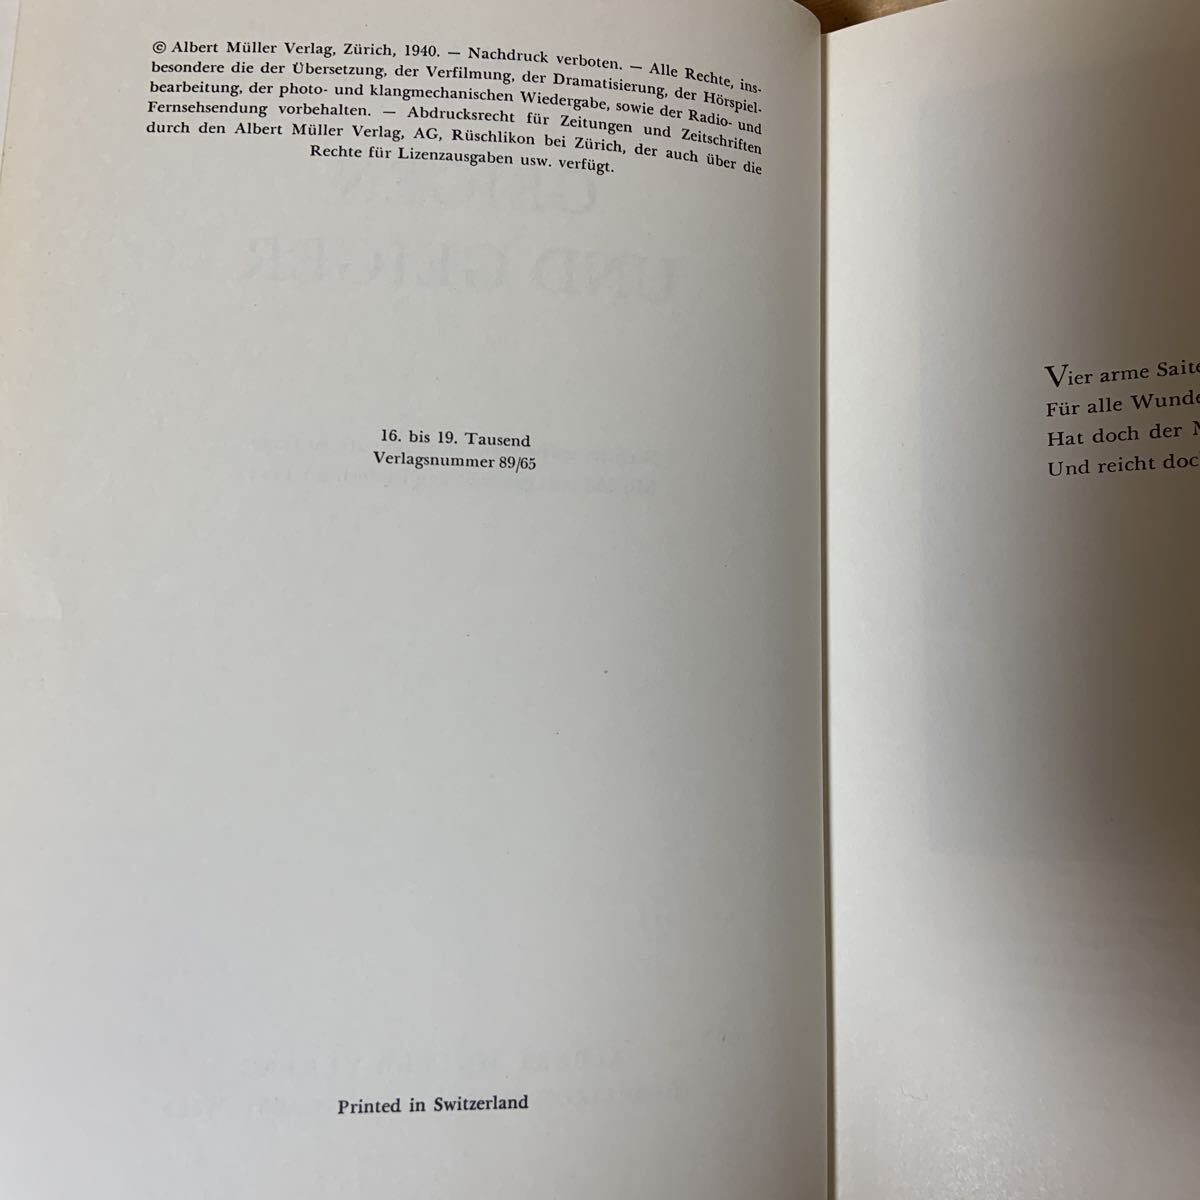 © Albert Müller Verlag, Zürich, 1940. — Nachdruck verboten. — Alle Rechte, ins-
besondere die der Übersetzung, der Verfilmung, der Dramatisierung, der Hörspiel-
bearbeitung, der photo- und klangmechanischen Wiedergabe, sowie der Radio- und
Fernsehsendung vorbehalten. — Abdrucksrecht für Zeitungen und Zeitschriften
durch den Albert Müller Verlag, AG, Rüschlikon bei Zürich, der auch über die
Rechte für Lizenzausgaben usw. verfügt.
UND GEIGER
16. bis 19. Tausend
Verlagsnummer 89/65
Printed in Switzerland
Vier arme
Für alle
Hat doch der
Und reicht